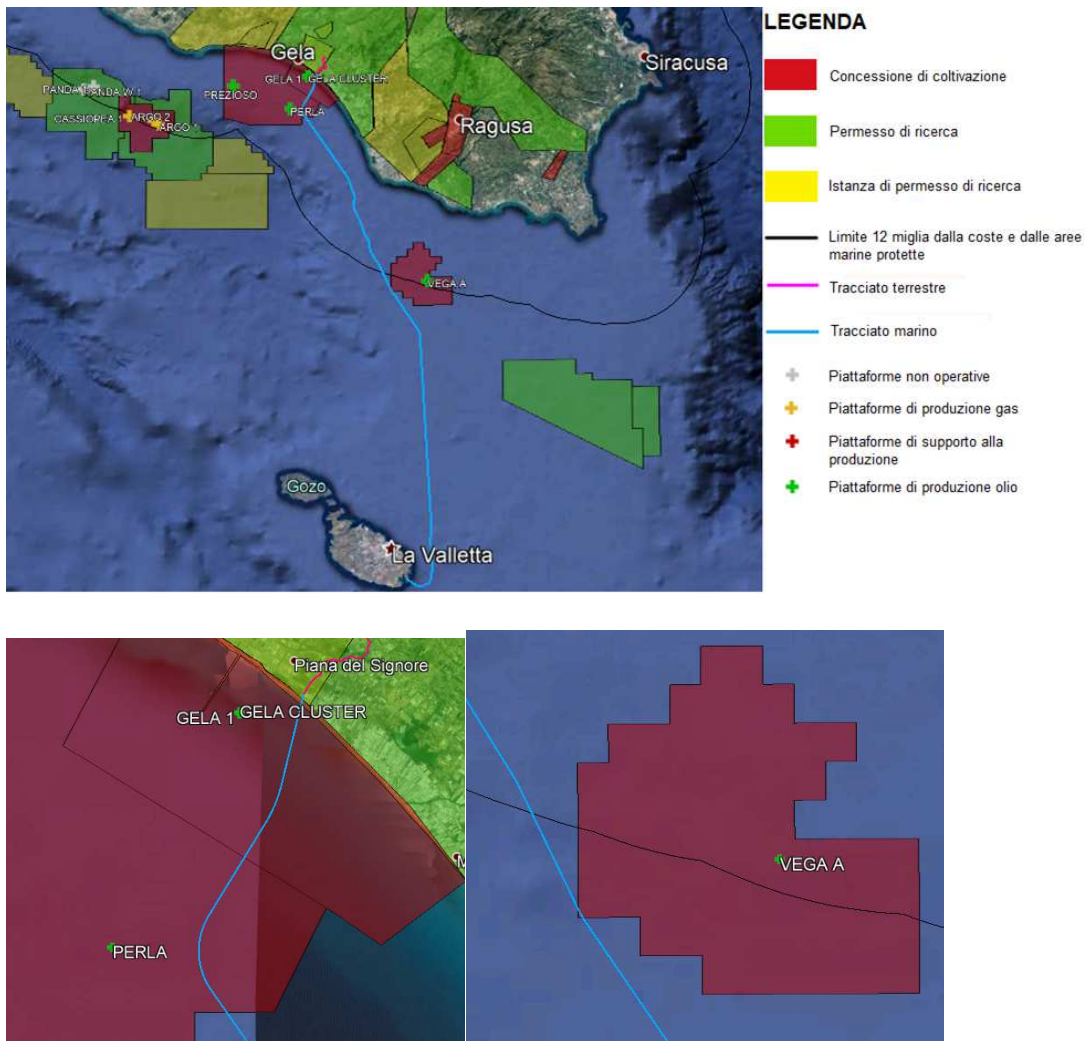 LEGENDA
Concessione di coltivazione
Permesso di ricerca
Istanza di permesso di ricerca
Limite 12 miglia dalla coste e dalle aree
marine protette
Tracciato terrestre
Tracciato marino
Piattaforme non operative
Piattaforme di produzione gas
Piattaforme di supporto alla
produzione
Piattaforme di produzione olio
Gela
Siracusa
GELA 1 GELA CLUSTER
PREZIOSO
PERLA
CASSIOPEA 1
ARGO 2
Ragusa
VEGA A
Gozo
La Valletta
Piana del Signore
GELA 1 GELA CLUSTER
PERLA
VEGA A